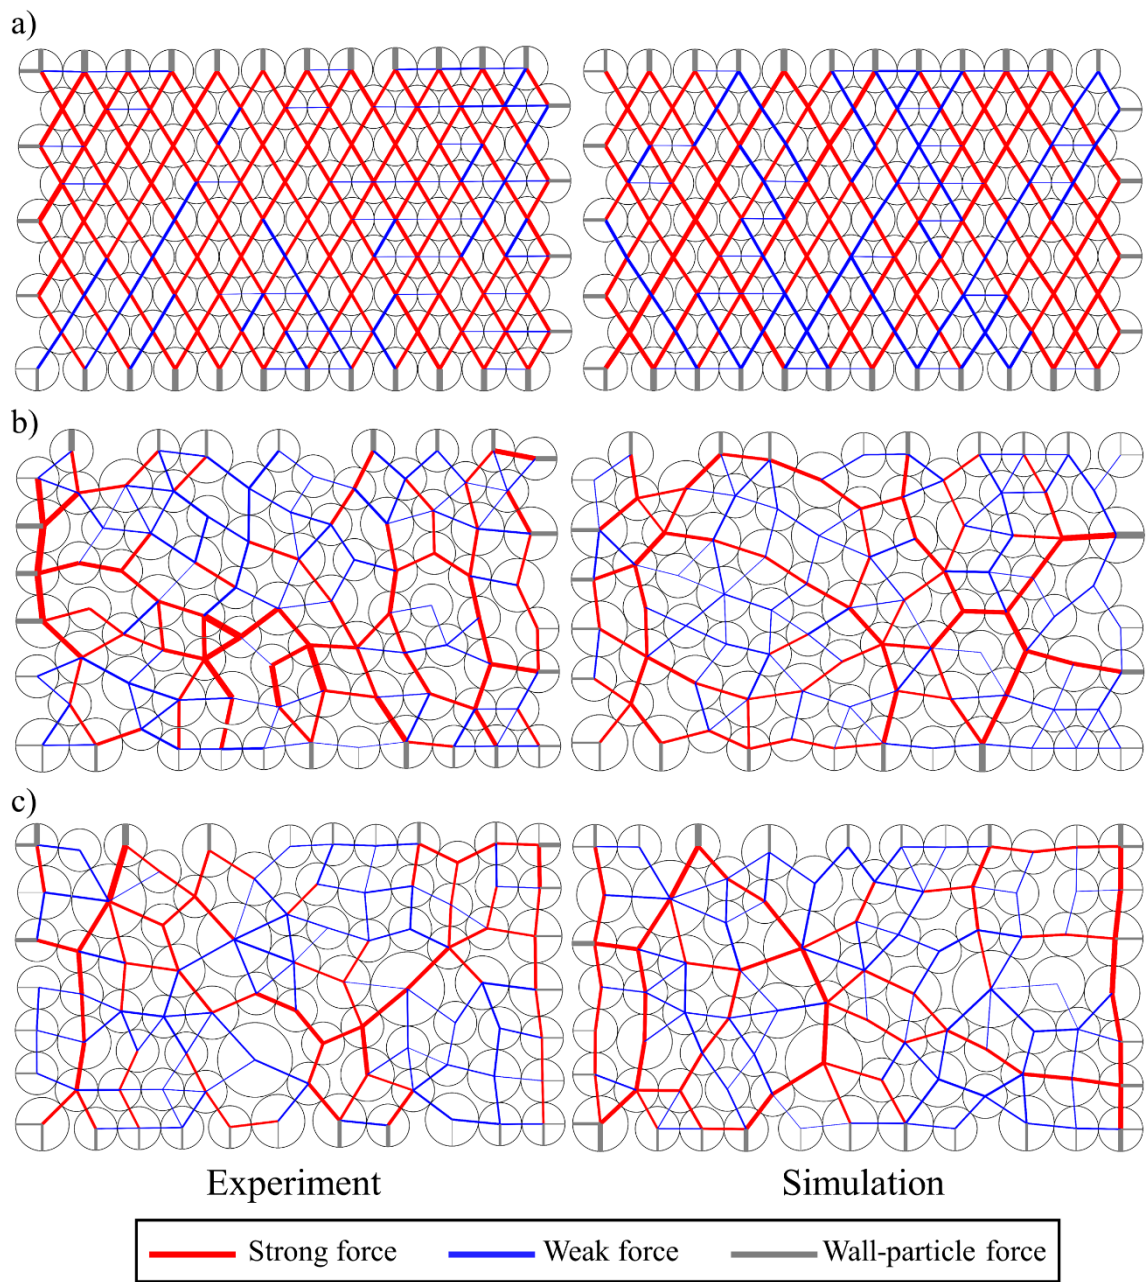 a)
b)
c)
Experiment Simulation
Strong force Weak force Wall-particle force